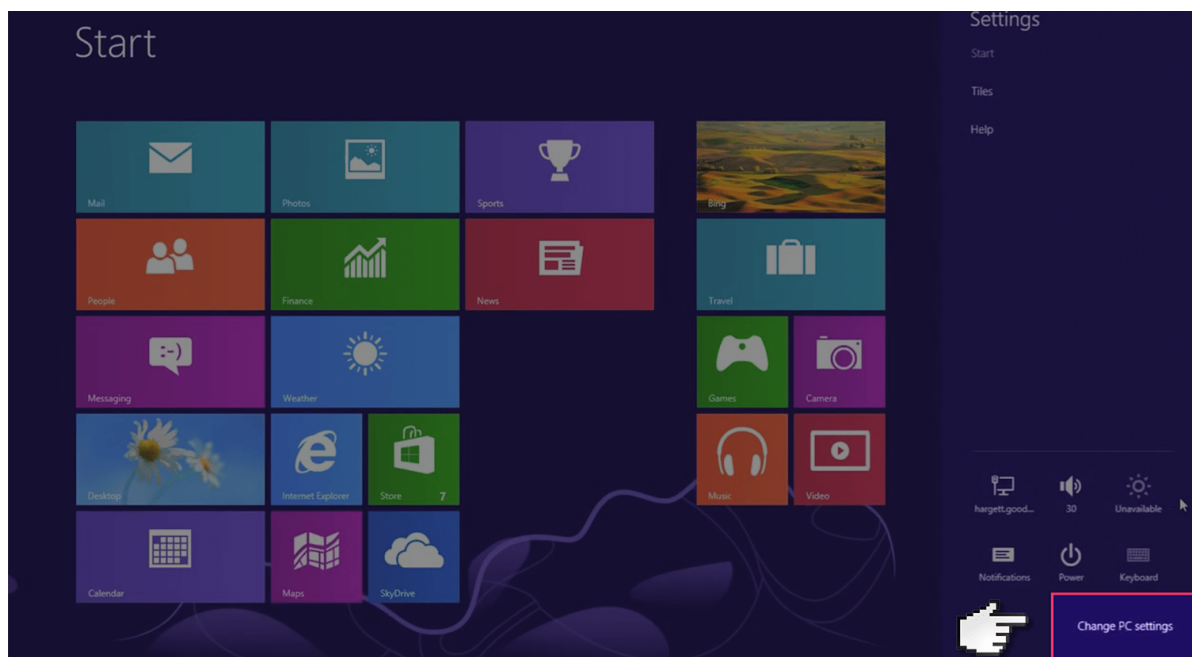 Start
Settings
Start
Tiles
Help
Mail
Photos
Sports
Bing
People
Finance
News
Travel
Messaging
Weather
Games
Camera
Desktop
Internet Explorer
Store
7
Music
Video
Calendar
Maps
SkyDrive
hargett.good...
30
Unavailable
Notifications
Power
Keyboard
Change PC settings